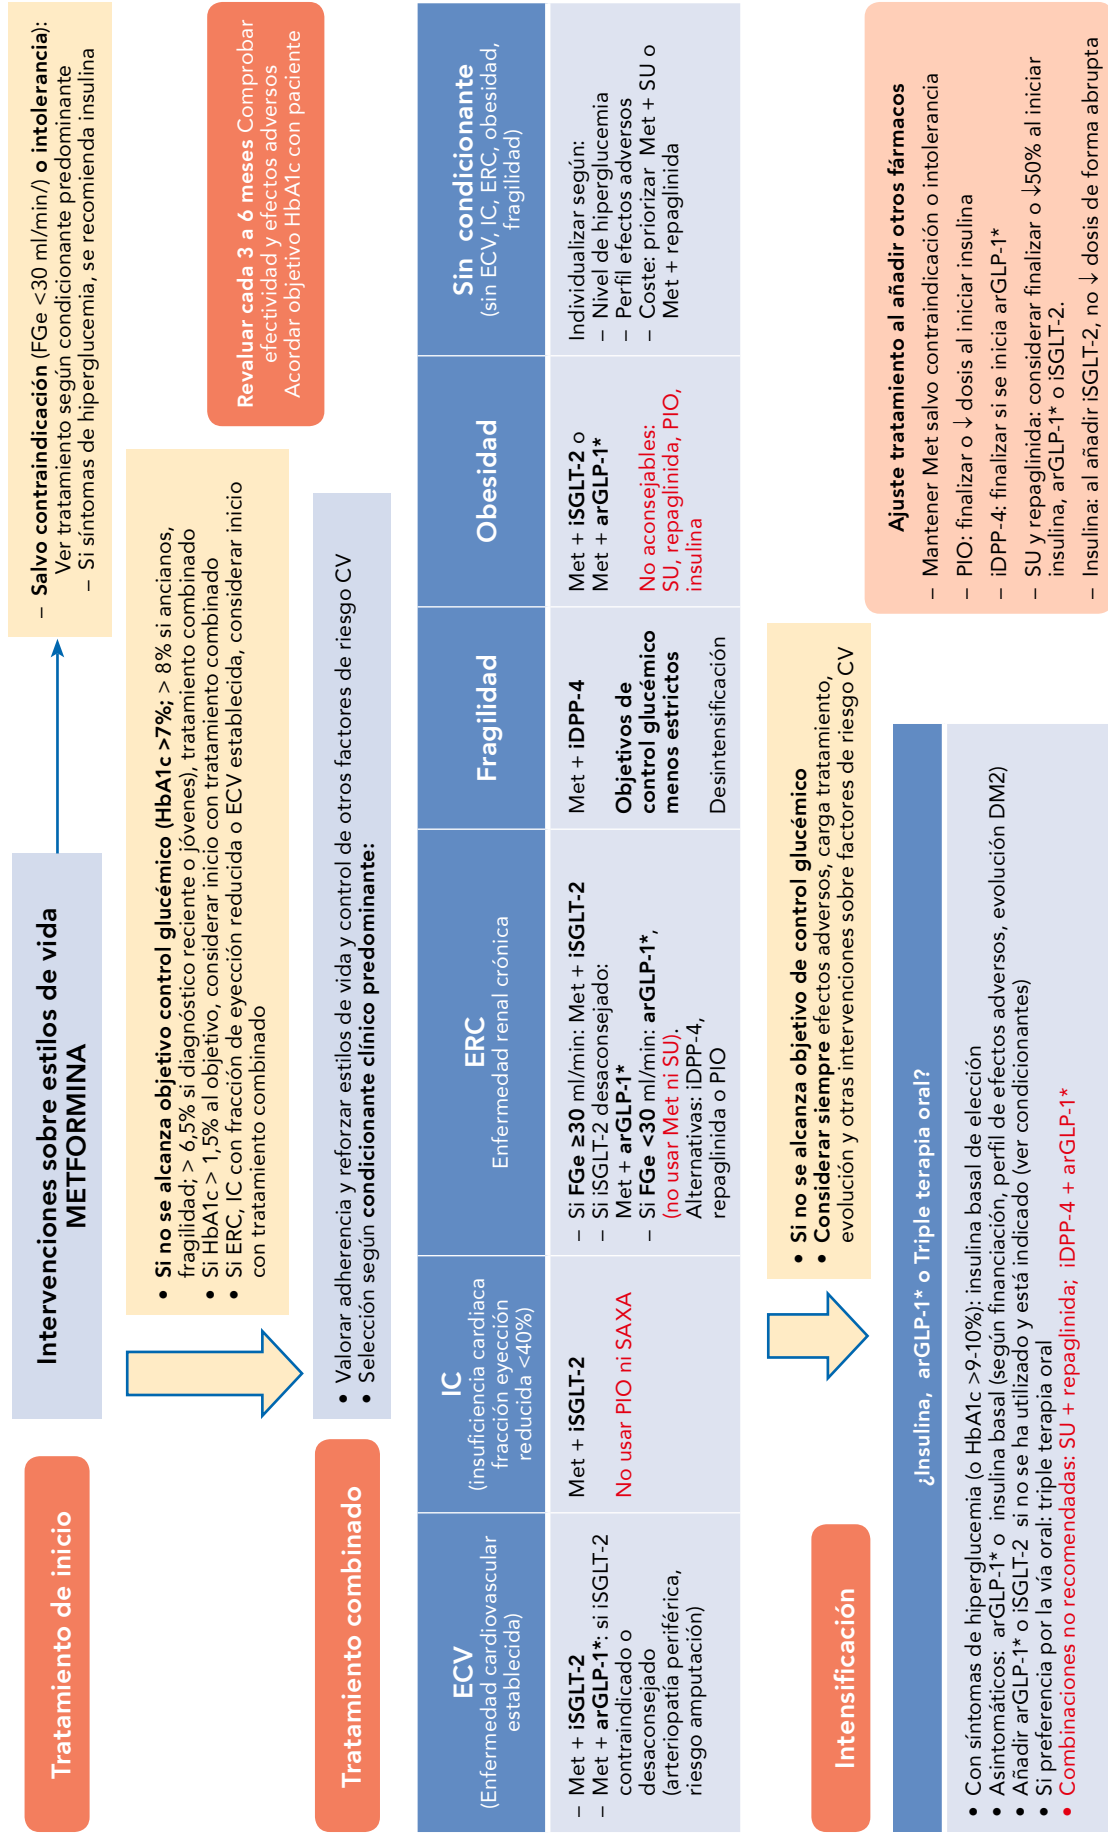 Tratamiento de inicio
Intervenciones sobre estilos de vida
METFORMINA
– Salvo contraindicación (FGe <30 ml/min/) o intolerancia):
Ver tratamiento según condicionante predominante
– Si síntomas de hiperglucemia, se recomienda insulina
• Si no se alcanza objetivo control glucémico (HbA1c >7%; > 8% si ancianos,
fragilidad; > 6,5% si diagnóstico reciente o jóvenes), tratamiento combinado
• Si HbA1c > 1,5% al objetivo, considerar inicio con tratamiento combinado
• Si ERC, IC con fracción de eyección reducida o ECV establecida, considerar inicio
con tratamiento combinado
Revaluar cada 3 a 6 meses Comprobar
efectividad y efectos adversos
Acordar objetivo HbA1c con paciente
Tratamiento combinado
• Valorar adherencia y reforzar estilos de vida y control de otros factores de riesgo CV
• Selección según condicionante clínico predominante:
ECV
(Enfermedad cardiovascular
establecida)
– Met + iSGLT-2
– Met + arGLP-1*: si iSGLT-2
contraindicado o
desaconsejado
(arteriopatía periférica,
riesgo amputación)
IC
(insuficiencia cardiaca
fracción eyección
reducida <40%)
Met + iSGLT-2
No usar PIO ni SAXA
ERC
Enfermedad renal crónica
– Si FGe ≥30 ml/min: Met + iSGLT-2
– Si iSGLT-2 desaconsejado:
Met + arGLP-1*
– Si FGe <30 ml/min: arGLP-1*,
(no usar Met ni SU).
Alternativas: iDPP-4,
repaglinida o PIO
Fragilidad
Met + iDPP-4
Objetivos de
control glucémico
menos estrictos
Desintensificación
Obesidad
Met + iSGLT-2 o
Met + arGLP-1*
No aconsejables:
SU, repaglinida, PIO,
insulina
Sin condicionante
(sin ECV, IC, ERC, obesidad,
fragilidad)
Individualizar según:
– Nivel de hiperglucemia
– Perfil efectos adversos
– Coste: priorizar Met + SU o
Met + repaglinida
Intensificación
• Si no se alcanza objetivo de control glucémico
• Considerar siempre efectos adversos, carga tratamiento,
evolución y otras intervenciones sobre factores de riesgo CV
¿Insulina, arGLP-1* o Triple terapia oral?
• Con síntomas de hiperglucemia (o HbA1c >9-10%): insulina basal de elección
• Asintomáticos: arGLP-1* o insulina basal (según financiación, perfil de efectos adversos, evolución DM2)
• Añadir arGLP-1* o iSGLT-2 si no se ha utilizado y está indicado (ver condicionantes)
• Si preferencia por la vía oral: triple terapia oral
• Combinaciones no recomendadas: SU + repaglinida; iDPP-4 + arGLP-1*
Ajuste tratamiento al añadir otros fármacos
– Mantener Met salvo contraindicación o intolerancia
– PIO: finalizar o ↓ dosis al iniciar insulina
– iDPP-4: finalizar si se inicia arGLP-1*
– SU y repaglinida: considerar finalizar o ↓50% al iniciar
insulina, arGLP-1* o iSGLT-2.
– Insulina: al añadir iSGLT-2, no ↓ dosis de forma abrupta